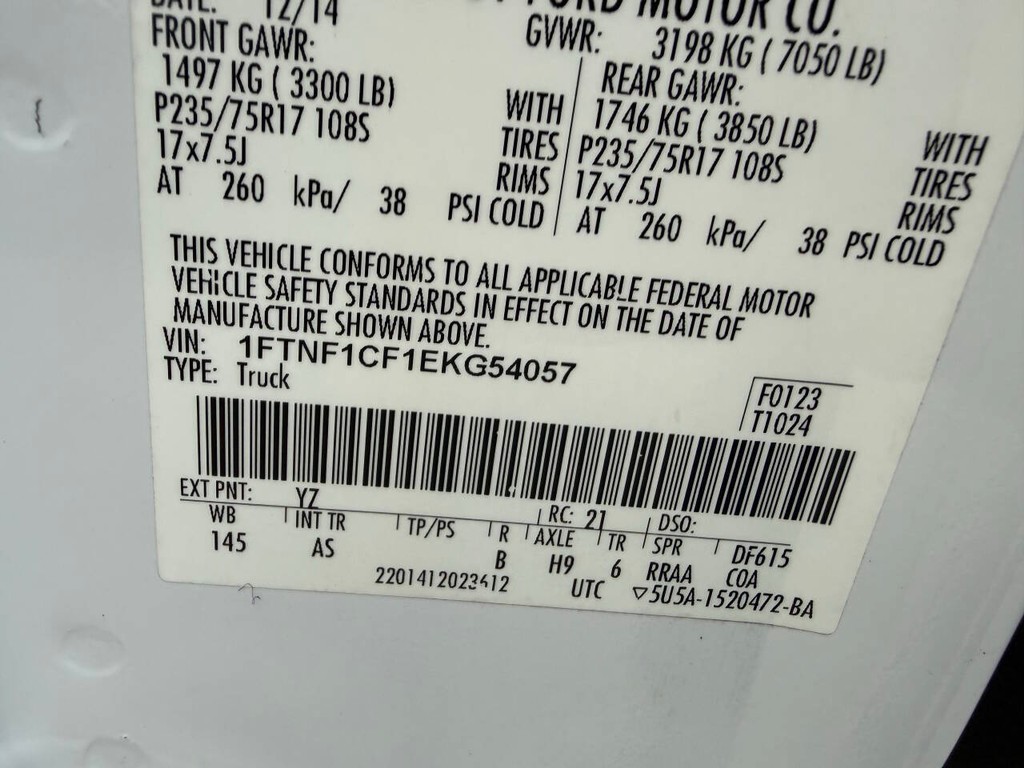 DATE: 12/14 FORD MOTOR CO.
FRONT GAWR: GVWR: 3198 KG ( 7050 LB)
1497 KG ( 3300 LB) WITH REAR GAWR:
P235/75R17 108S TIRES 1746 KG ( 3850 LB) WITH
17x7.5J RIMS P235/75R17 108S TIRES
AT 260 kPa/ 38 PSI COLD 17x7.5J RIMS
AT 260 kPa/ 38 PSI COLD
THIS VEHICLE CONFORMS TO ALL APPLICABLE FEDERAL MOTOR
VEHICLE SAFETY STANDARDS IN EFFECT ON THE DATE OF
MANUFACTURE SHOWN ABOVE.
VIN: 1FTNF1CF1EKG54057
TYPE: Truck
F0123
T1024
EXT PNT: YZ RC: 21 DSO:
WB INT TR TP/PS R AXLE TR SPR DF615
145 AS B H9 6 RRAA COA
UTC ▽5U5A-1520472-BA